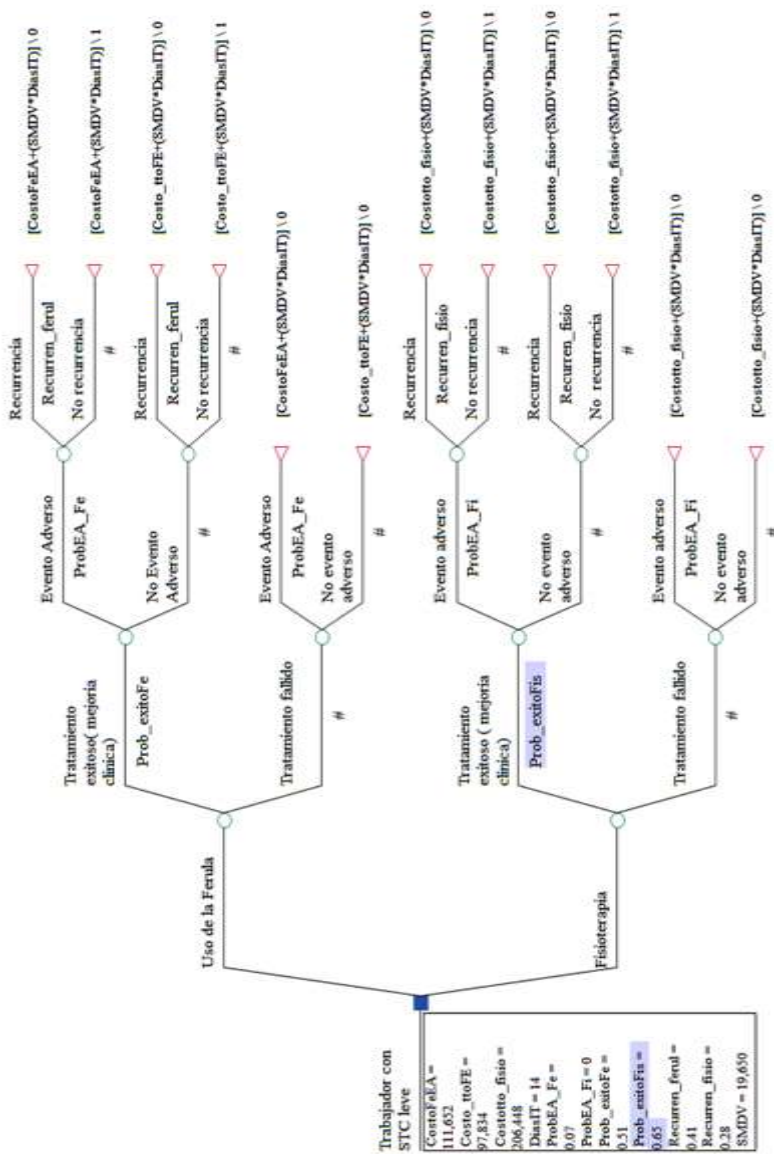 Trabajador con
STC leve
CostoFeEA =
111,652
Costo_ttoFE =
97,834
Costotto_fisio =
206,448
DiasIT = 14
ProbEA_Fe =
0.07
ProbEA_Fi = 0
Prob_exitoFe =
0.51
Prob_exitoFis =
0.65
Recurren_ferul =
0.41
Recurren_fisio =
0.28
SMDV = 19,650
Uso de la Ferula
Tratamiento
exitoso( mejoria
clinica)
Prob_exitoFe
Evento Adverso
ProbEA_Fe
Recurrencia
Recurren_ferul
[CostoFeEA+(SMDV*DiasIT)] \ 0
No recurrencia
#
[CostoFeEA+(SMDV*DiasIT)] \ 1
No Evento
Adverso
#
Recurrencia
Recurren_ferul
[Costo_ttoFE+(SMDV*DiasIT)] \ 0
No recurrencia
#
[Costo_ttoFE+(SMDV*DiasIT)] \ 1
Tratamiento fallido
#
Evento Adverso
ProbEA_Fe
[CostoFeEA+(SMDV*DiasIT)] \ 0
No evento
adverso
#
[Costo_ttoFE+(SMDV*DiasIT)] \ 0
Fisioterapia
Tratamiento
exitoso ( mejoria
clinica)
Prob_exitoFis
Evento adverso
ProbEA_Fi
Recurrencia
Recurren_fisio
[Costotto_fisio+(SMDV*DiasIT)] \ 0
No recurrencia
#
[Costotto_fisio+(SMDV*DiasIT)] \ 1
No evento
adverso
#
Recurrencia
Recurren_fisio
[Costotto_fisio+(SMDV*DiasIT)] \ 0
No recurrencia
#
[Costotto_fisio+(SMDV*DiasIT)] \ 1
Tratamiento fallido
#
Evento adverso
ProbEA_Fi
[Costotto_fisio+(SMDV*DiasIT)] \ 0
No evento
adverso
#
[Costotto_fisio+(SMDV*DiasIT)] \ 0